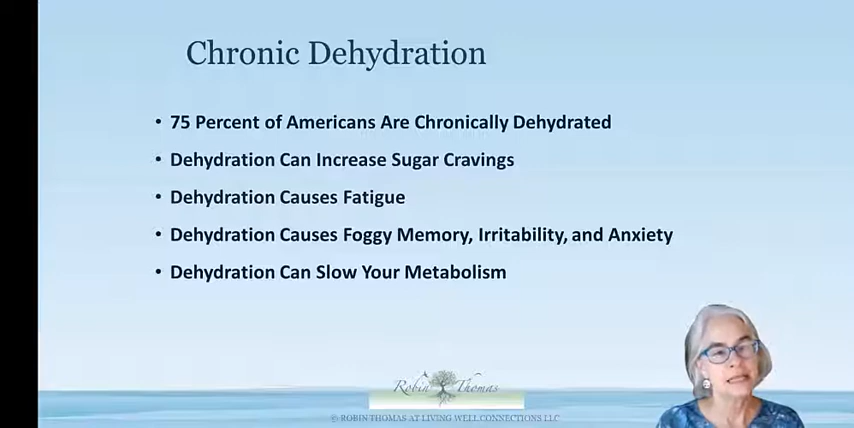 Chronic Dehydration
• 75 Percent of Americans Are Chronically Dehydrated
• Dehydration Can Increase Sugar Cravings
• Dehydration Causes Fatigue
• Dehydration Causes Foggy Memory, Irritability, and Anxiety
• Dehydration Can Slow Your Metabolism
Robin Thomas
© ROBIN THOMAS AT LIVING WELL CONNECTIONS LLC